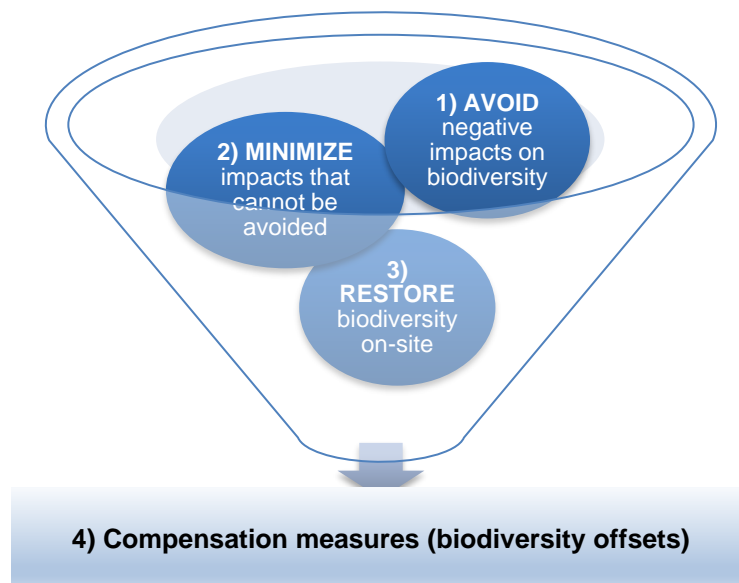 1) AVOID
negative
impacts on
biodiversity
2) MINIMIZE
impacts that
cannot be
avoided
3)
RESTORE
biodiversity
on-site
4) Compensation measures (biodiversity offsets)